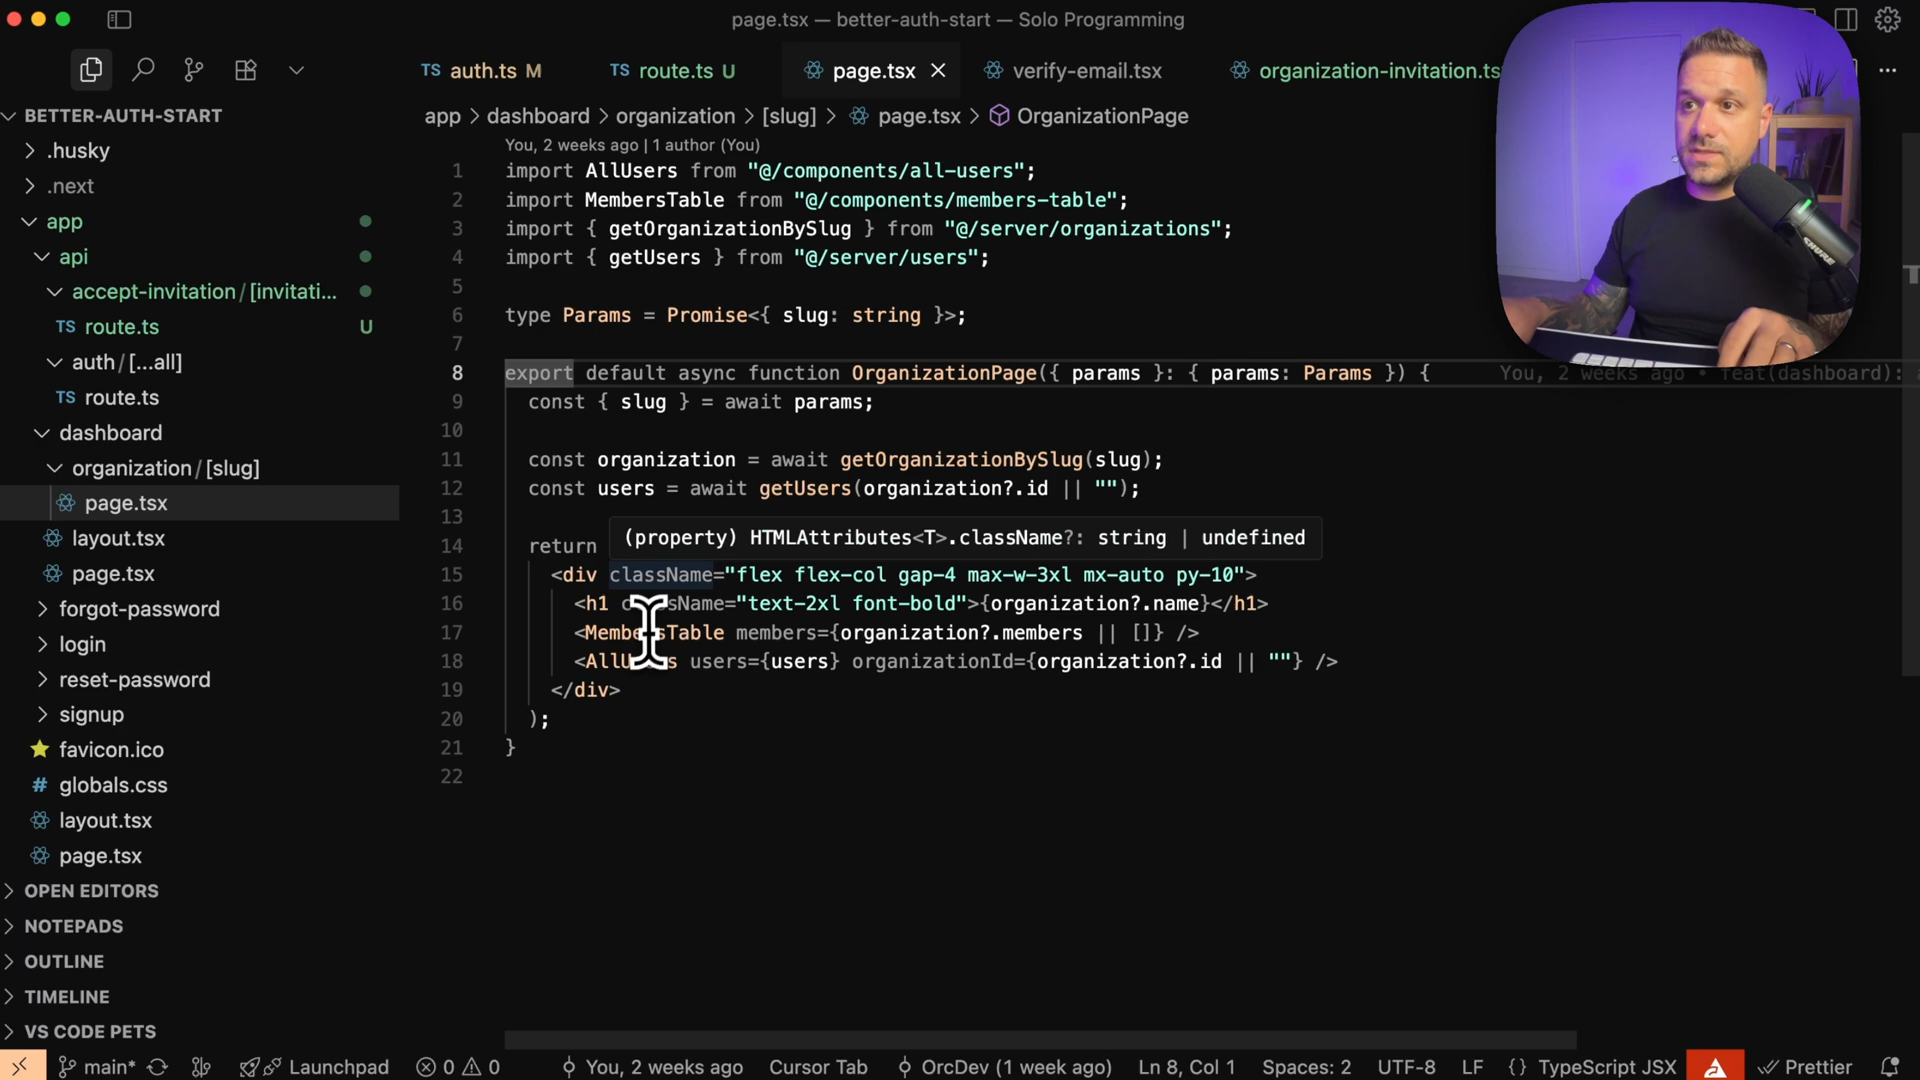 page.tsx — better-auth-start — Solo Programming
TS auth.ts M
TS route.ts U
page.tsx
verify-email.tsx
organization-invitation.ts
BETTER-AUTH-START
.husky
.next
app
api
accept-invitation/[invitati...
TS route.ts U
auth/[...all]
TS route.ts
dashboard
organization/[slug]
page.tsx
layout.tsx
page.tsx
forgot-password
login
reset-password
signup
favicon.ico
# globals.css
layout.tsx
page.tsx
OPEN EDITORS
NOTEPADS
OUTLINE
TIMELINE
VS CODE PETS
app > dashboard > organization > [slug] > page.tsx > OrganizationPage
You, 2 weeks ago | 1 author (You)
1 import AllUsers from "@/components/all-users";
2 import MembersTable from "@/components/members-table";
3 import { getOrganizationBySlug } from "@/server/organizations";
4 import { getUsers } from "@/server/users";
5
6 type Params = Promise<{ slug: string }>;
7
8 export default async function OrganizationPage({ params }: { params: Params }) { You, 2 weeks ago • feat(dashboard):
9 const { slug } = await params;
10
11 const organization = await getOrganizationBySlug(slug);
12 const users = await getUsers(organization?.id || "");
13
(property) HTMLAttributes<T>.className?: string | undefined
14 return
15 <div className="flex flex-col gap-4 max-w-3xl mx-auto py-10">
16 <h1 className="text-2xl font-bold">{organization?.name}</h1>
17 <MembersTable members={organization?.members || []} />
18 <AllUsers users={users} organizationId={organization?.id || ""} />
19 </div>
20 );
21 }
22
SHURE
main* Launchpad 0 0 You, 2 weeks ago Cursor Tab OrcDev (1 week ago) Ln 8, Col 1 Spaces: 2 UTF-8 LF {} TypeScript JSX Prettier